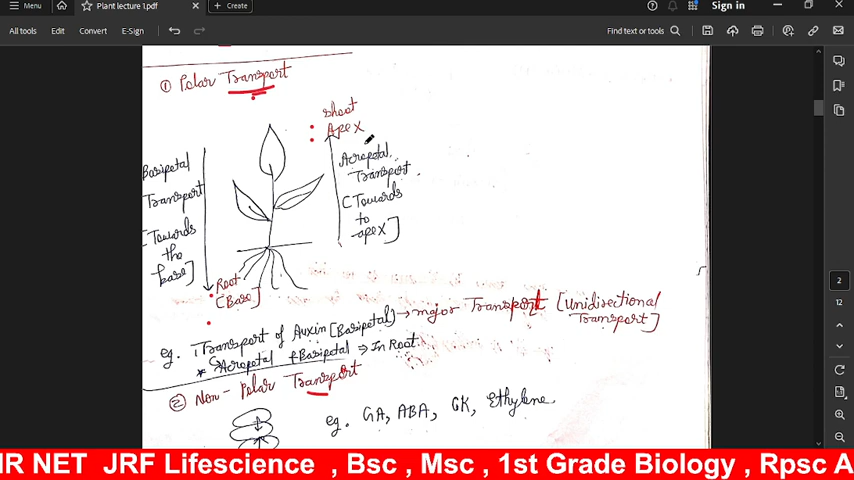 Menu
Plant lecture 1.pdf
×
+ Create
Sign in
All tools
Edit
Convert
E-Sign
Find text or tools
① Polar Transport
shoot
Apex
Basipetal
Transport
[Towards
the
base]
Acropetal
Transport
[Towards
to
apex]
Root
[Base]
eg. Transport of Auxin [Basipetal] → major Transport [Unidirectional
Transport]
* Acropetal & Basipetal ⇒ In Root
② Non-Polar Transport
eg. GA, ABA, CK, Ethylene
2
12
IR NET JRF Lifescience , Bsc , Msc , 1st Grade Biology , Rpsc A